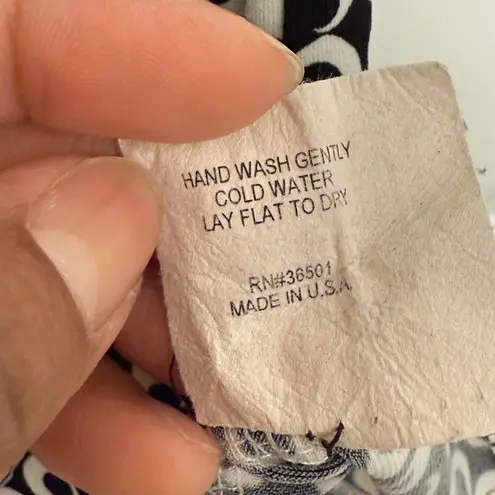 HAND WASH GENTLY
COLD WATER
LAY FLAT TO DRY
RN#36501
MADE IN U.S.A.